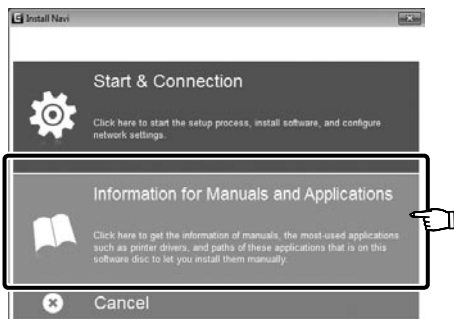 Install Navi
Start & Connection
Click here to start the setup process, install software, and configure
network settings.
Information for Manuals and Applications
Click here to get the information of manuals, the most-used applications
such as printer drivers, and paths of these applications that is on this
software disc to let you install them manually.
Cancel